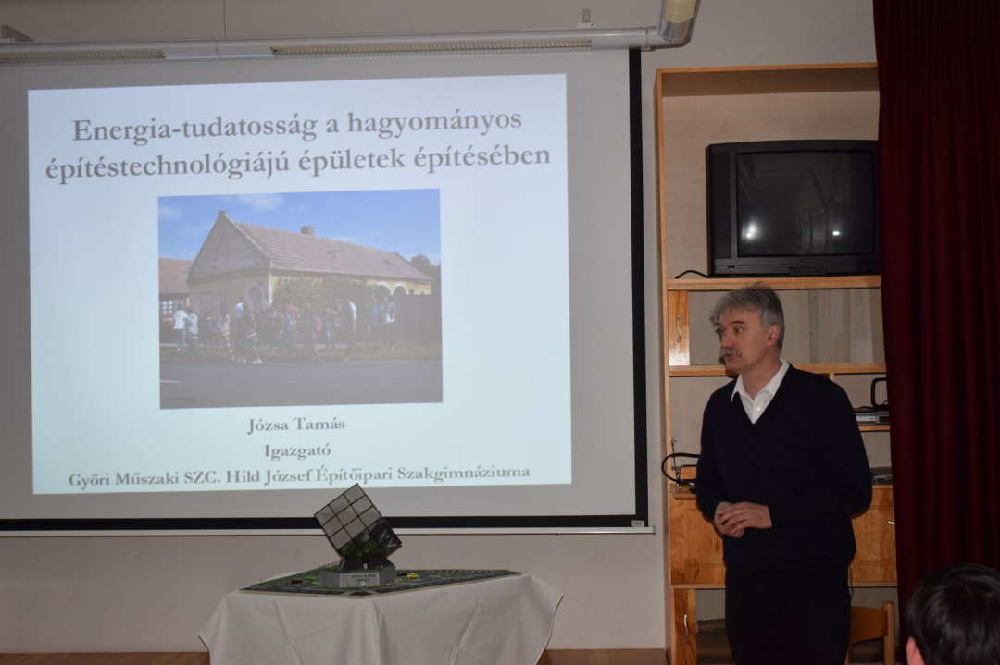 Energia-tudatosság a hagyományos
építéstechnológiájú épületek építésében
Józsa Tamás
Igazgató
Győri Műszaki SZC. Hild József Építőipari Szakgimnáziuma